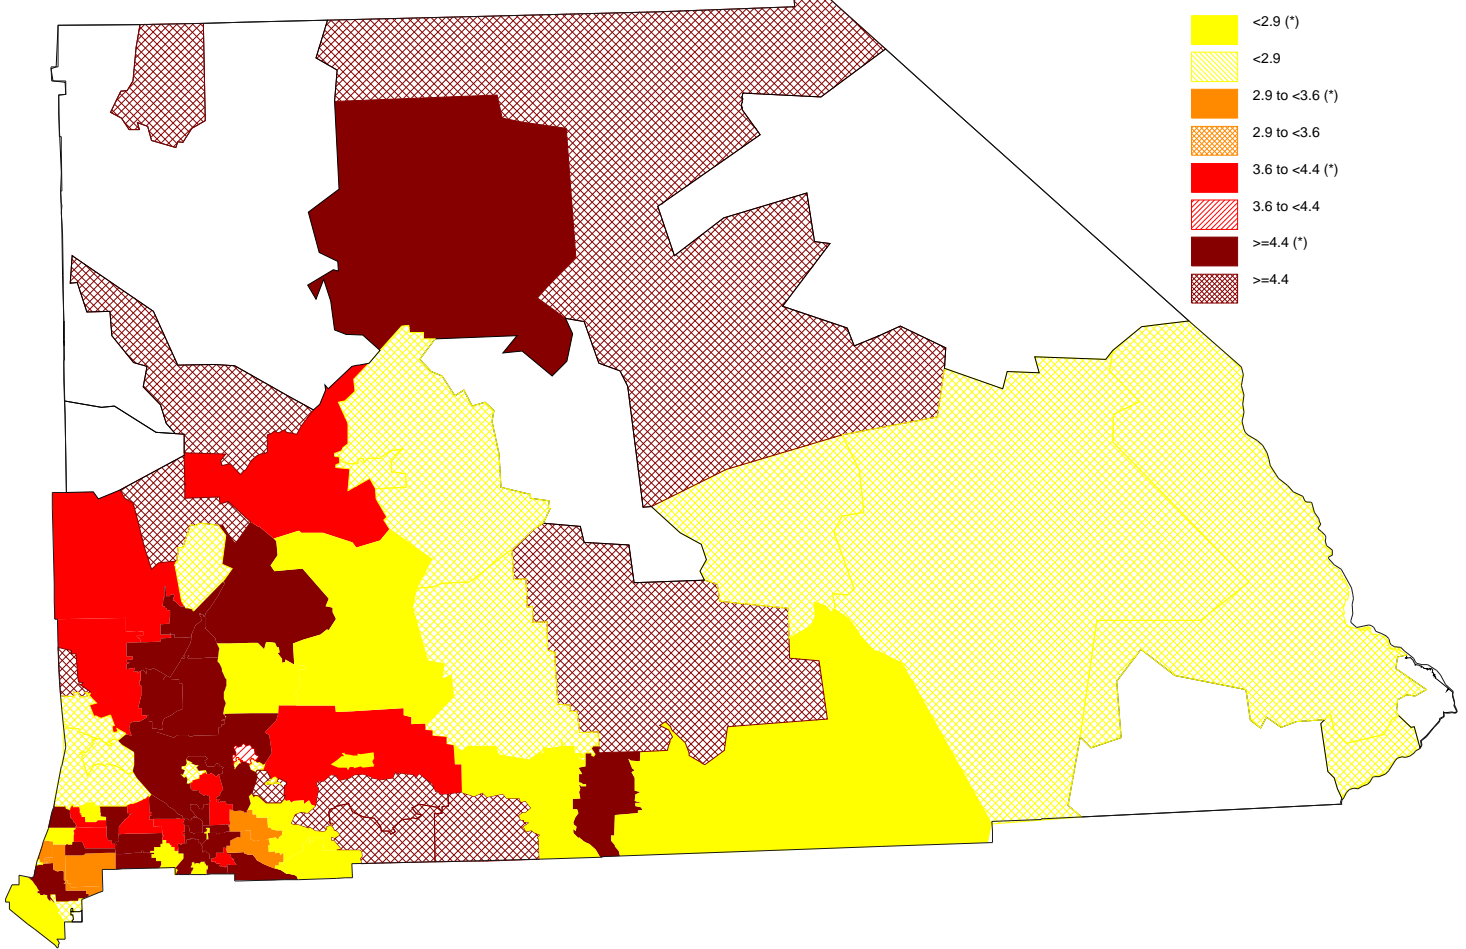 <2.9 (*)
<2.9
2.9 to <3.6 (*)
2.9 to <3.6
3.6 to <4.4 (*)
3.6 to <4.4
>=4.4 (*)
>=4.4